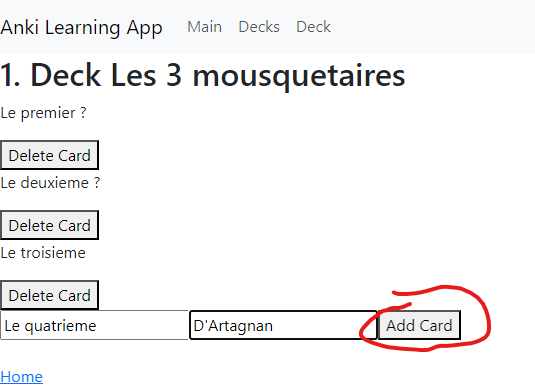 Anki Learning App Main Decks Deck
1. Deck Les 3 mousquetaires
Le premier ?
Delete Card
Le deuxieme ?
Delete Card
Le troisieme
Delete Card
Le quatrieme D'Artagnan Add Card
Home